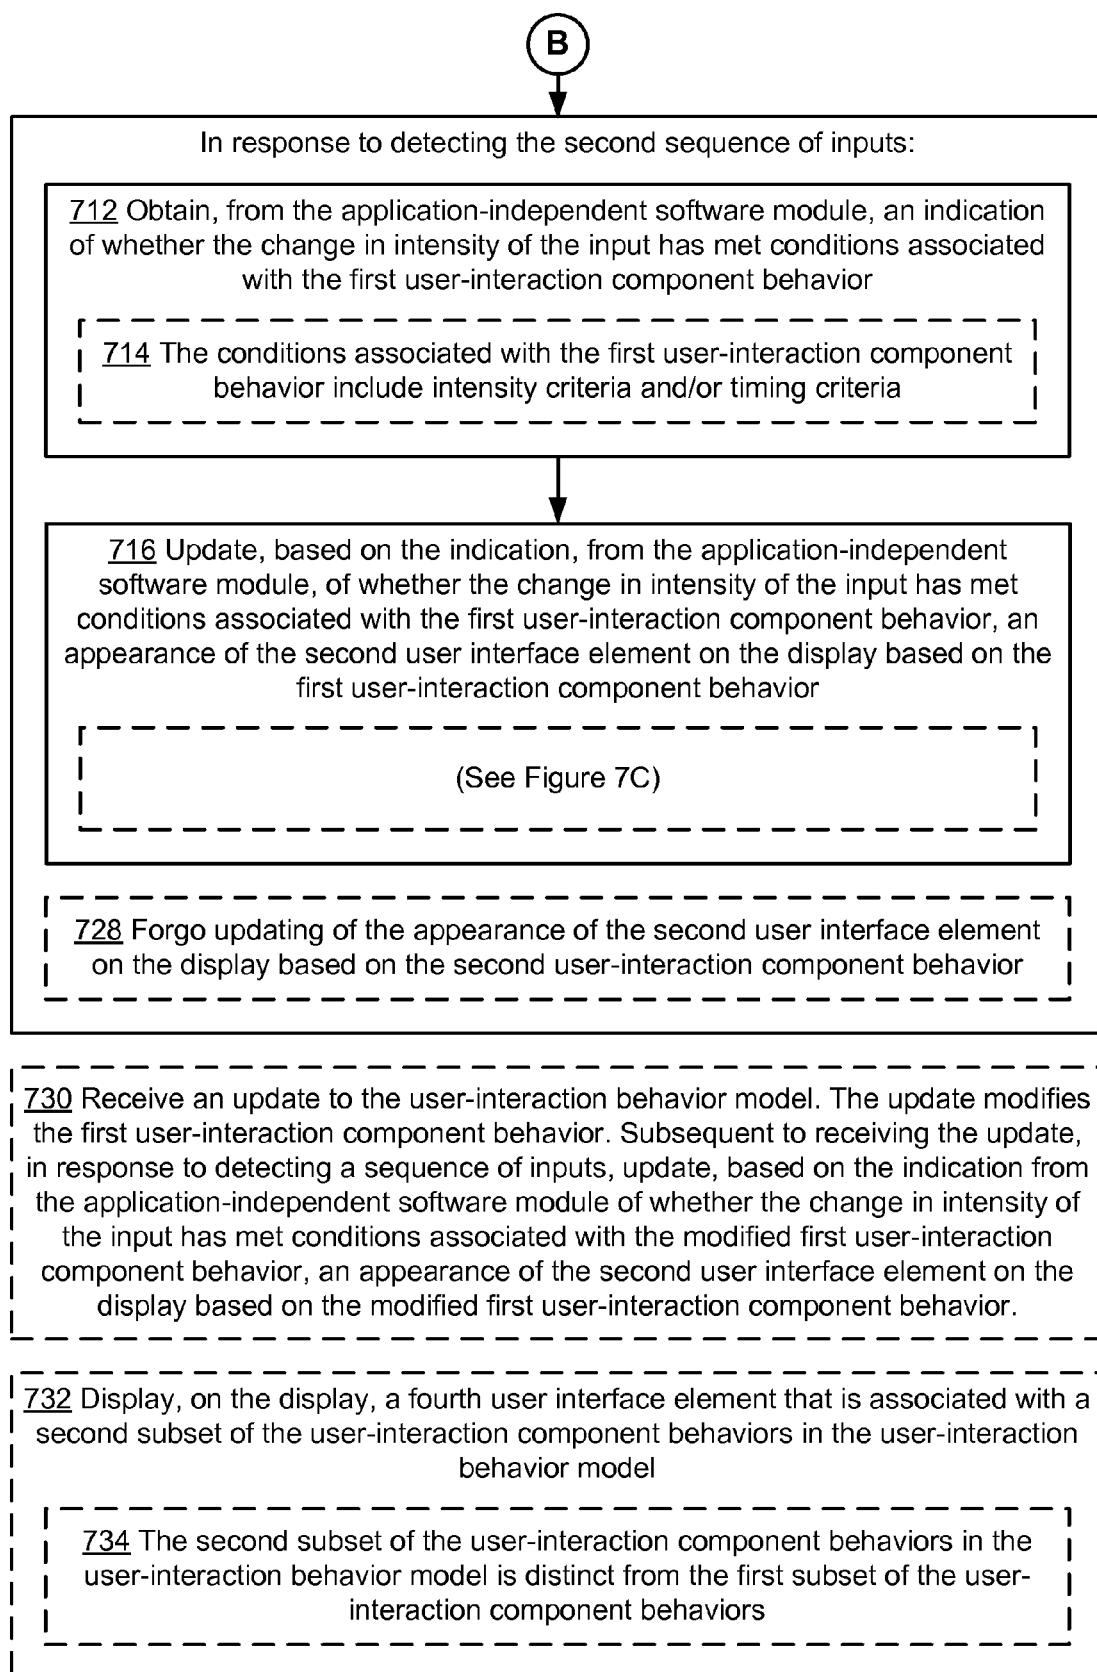 B
In response to detecting the second sequence of inputs:
712 Obtain, from the application-independent software module, an indication
of whether the change in intensity of the input has met conditions associated
with the first user-interaction component behavior
714 The conditions associated with the first user-interaction component
behavior include intensity criteria and/or timing criteria
716 Update, based on the indication, from the application-independent
software module, of whether the change in intensity of the input has met
conditions associated with the first user-interaction component behavior, an
appearance of the second user interface element on the display based on the
first user-interaction component behavior
(See Figure 7C)
728 Forgo updating of the appearance of the second user interface element
on the display based on the second user-interaction component behavior
730 Receive an update to the user-interaction behavior model. The update modifies
the first user-interaction component behavior. Subsequent to receiving the update,
in response to detecting a sequence of inputs, update, based on the indication from
the application-independent software module of whether the change in intensity of
the input has met conditions associated with the modified first user-interaction
component behavior, an appearance of the second user interface element on the
display based on the modified first user-interaction component behavior.
732 Display, on the display, a fourth user interface element that is associated with a
second subset of the user-interaction component behaviors in the user-interaction
behavior model
734 The second subset of the user-interaction component behaviors in the
user-interaction behavior model is distinct from the first subset of the user-
interaction component behaviors